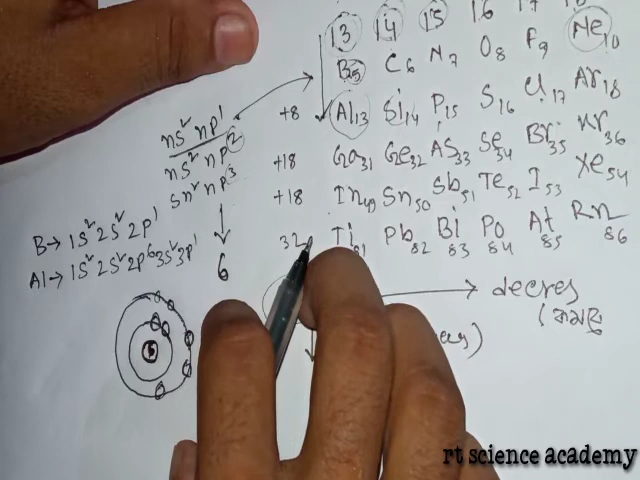 13 14 15 16 17 18
B5 C6 N7 O8 F9 Ne10
+8 Al13 Si14 P15 S16 Cl17 Ar18
nS² nP¹
nS² nP²
Sn² nP³
+18 Ga31 Ge32 AS33 Se34 Br35 Kr36
+18 In49 Sn50 Sb51 Te52 I53 Xe54
32 Tl81 Pb82 Bi83 Po84 At85 Rn86
B→ 1S² 2S² 2P¹
Al→ 1S² 2S² 2P⁶ 3S² 3P¹
6
decres
(কমছে
rt science academy